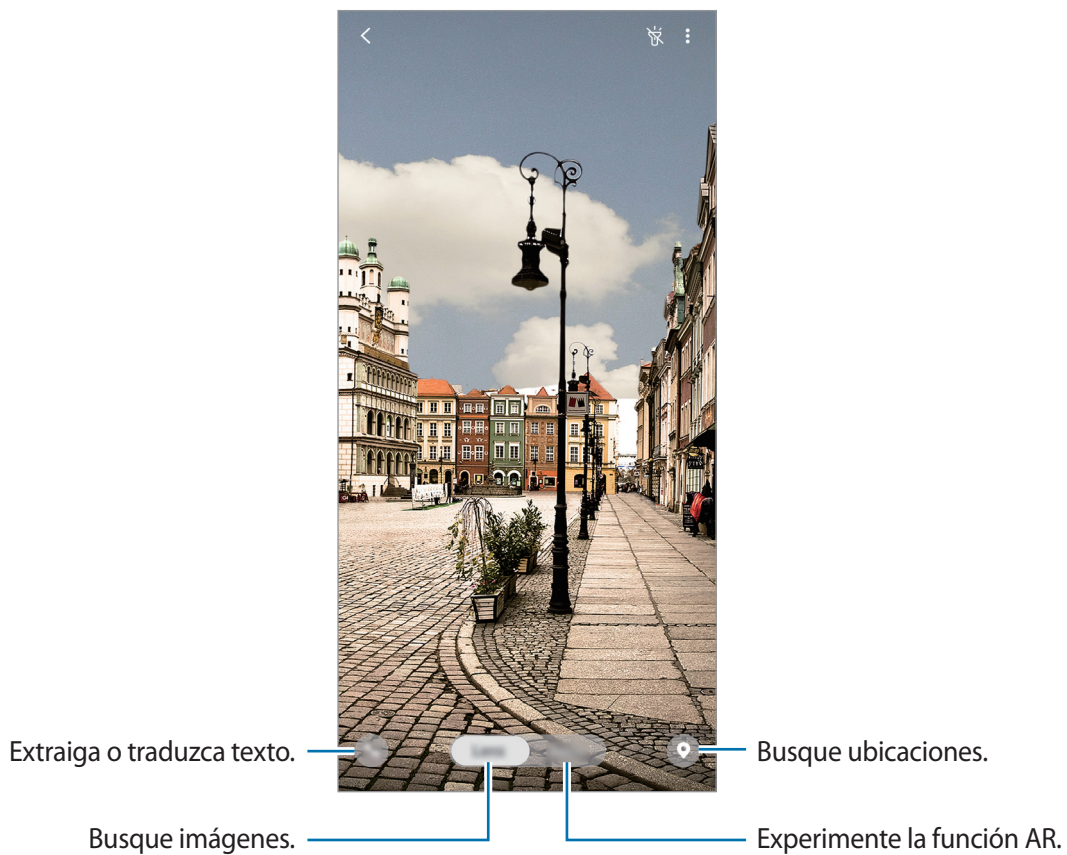 Extraiga o traduzca texto.
Busque ubicaciones.
Busque imágenes.
Experimente la función AR.